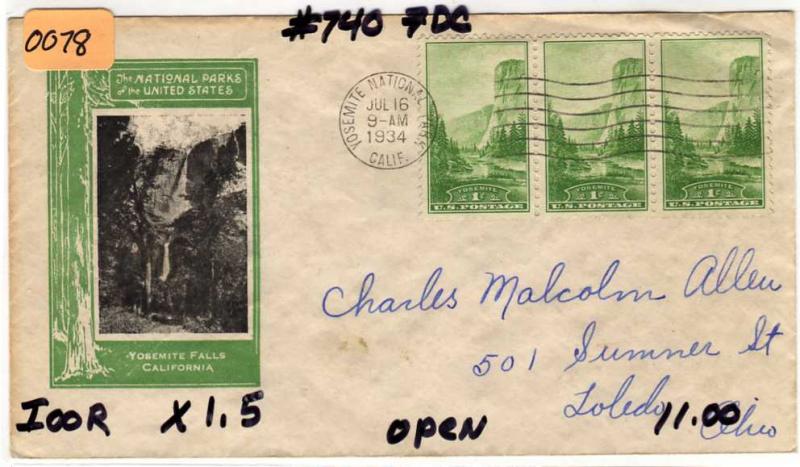 0078
#740 FDC
The NATIONAL PARKS
of the UNITED STATES
YOSEMITE NATIONAL PARK
JUL 16
9-AM
1934
CALIF.
YOSEMITE YOSEMITE YOSEMITE
1¢ 1¢ 1¢
U.S. POSTAGE U.S. POSTAGE U.S. POSTAGE
Charles Malcolm Allen
501 Sumner St
Toledo, Ohio
YOSEMITE FALLS
CALIFORNIA
IOOR X1.5 OPEN 11.00